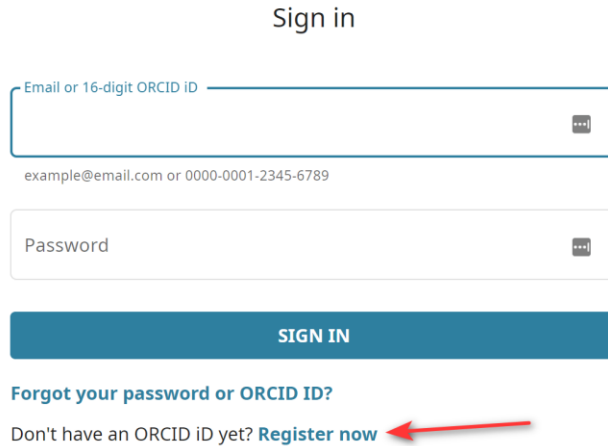 Sign in
Email or 16-digit ORCID iD
example@email.com or 0000-0001-2345-6789
Password
SIGN IN
Forgot your password or ORCID ID?
Don't have an ORCID iD yet? Register now